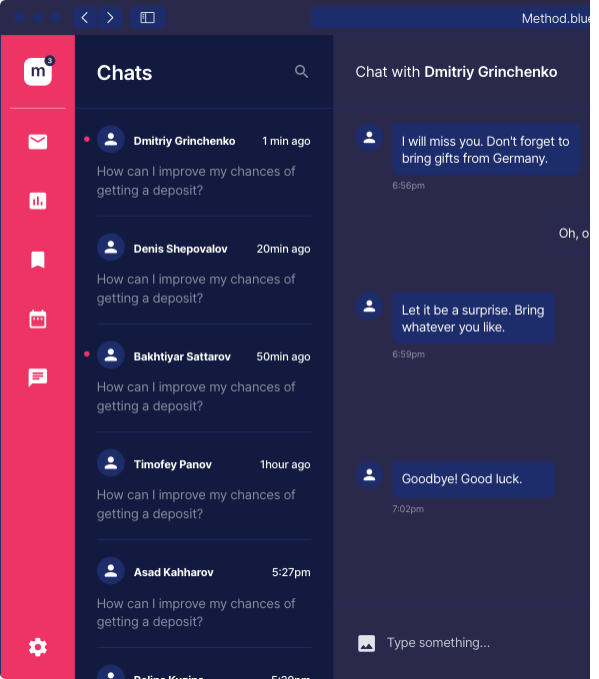 Method.blue
m
3
Chats
Chat with Dmitriy Grinchenko
Dmitriy Grinchenko 1 min ago
How can I improve my chances of
getting a deposit?
Denis Shepovalov 20min ago
How can I improve my chances of
getting a deposit?
Bakhtiyar Sattarov 50min ago
How can I improve my chances of
getting a deposit?
Timofey Panov 1hour ago
How can I improve my chances of
getting a deposit?
Asad Kahharov 5:27pm
How can I improve my chances of
getting a deposit?
I will miss you. Don't forget to
bring gifts from Germany.
6:56pm
Oh, o
Let it be a surprise. Bring
whatever you like.
6:59pm
Goodbye! Good luck.
7:02pm
Type something...